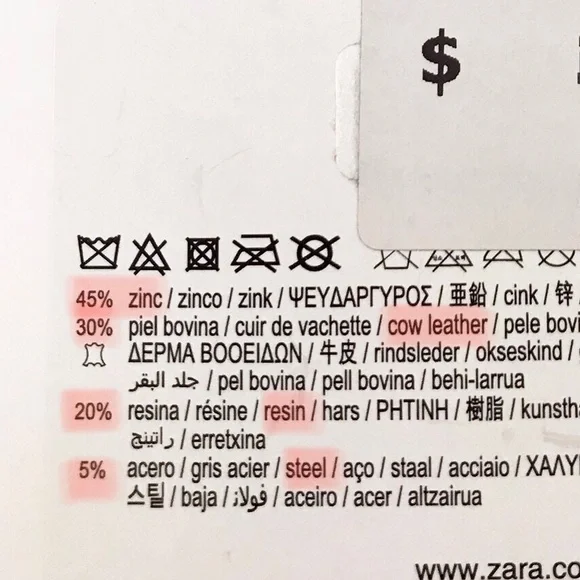 $
45% zinc / zinco / zink / ΨΕΥΔΑΡΓΥΡΟΣ / 亜鉛 / cink / 锌 /
30% piel bovina / cuir de vachette / cow leather / pele
ΔΕΡΜΑ ΒΟΟΕΙΔΩΝ / 牛皮 / rindsleder / okseskind /
جلد البقر / pel bovina / pell bovina / behi-larrua
20% resina / résine / resin / hars / ΡΗΤΙΝΗ / 樹脂 /
راتينج / erretxina
5% acero / gris acier / steel / aço / staal / acciaio /
스틸 / baja / فولاذ / aceiro / acer / altzairua
www.zara.co